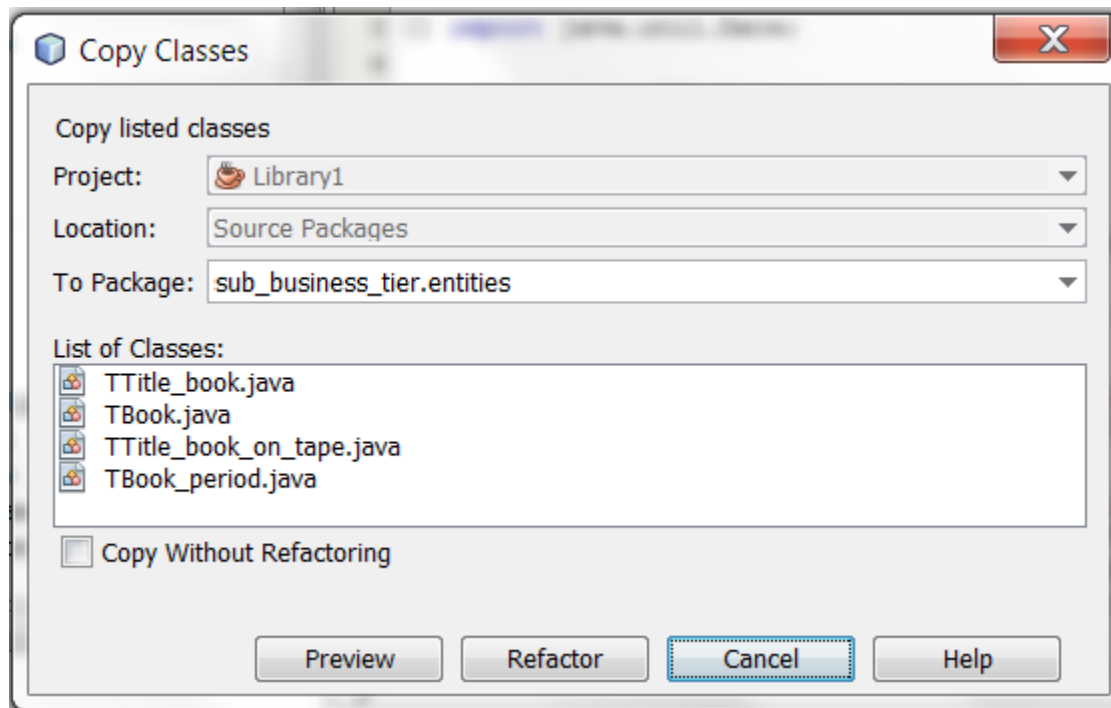 Copy Classes
Copy listed classes
Project: Library1
Location: Source Packages
To Package: sub_business_tier.entities
List of Classes:
TTitle_book.java
TBook.java
TTitle_book_on_tape.java
TBook_period.java
Copy Without Refactoring
Preview Refactor Cancel Help